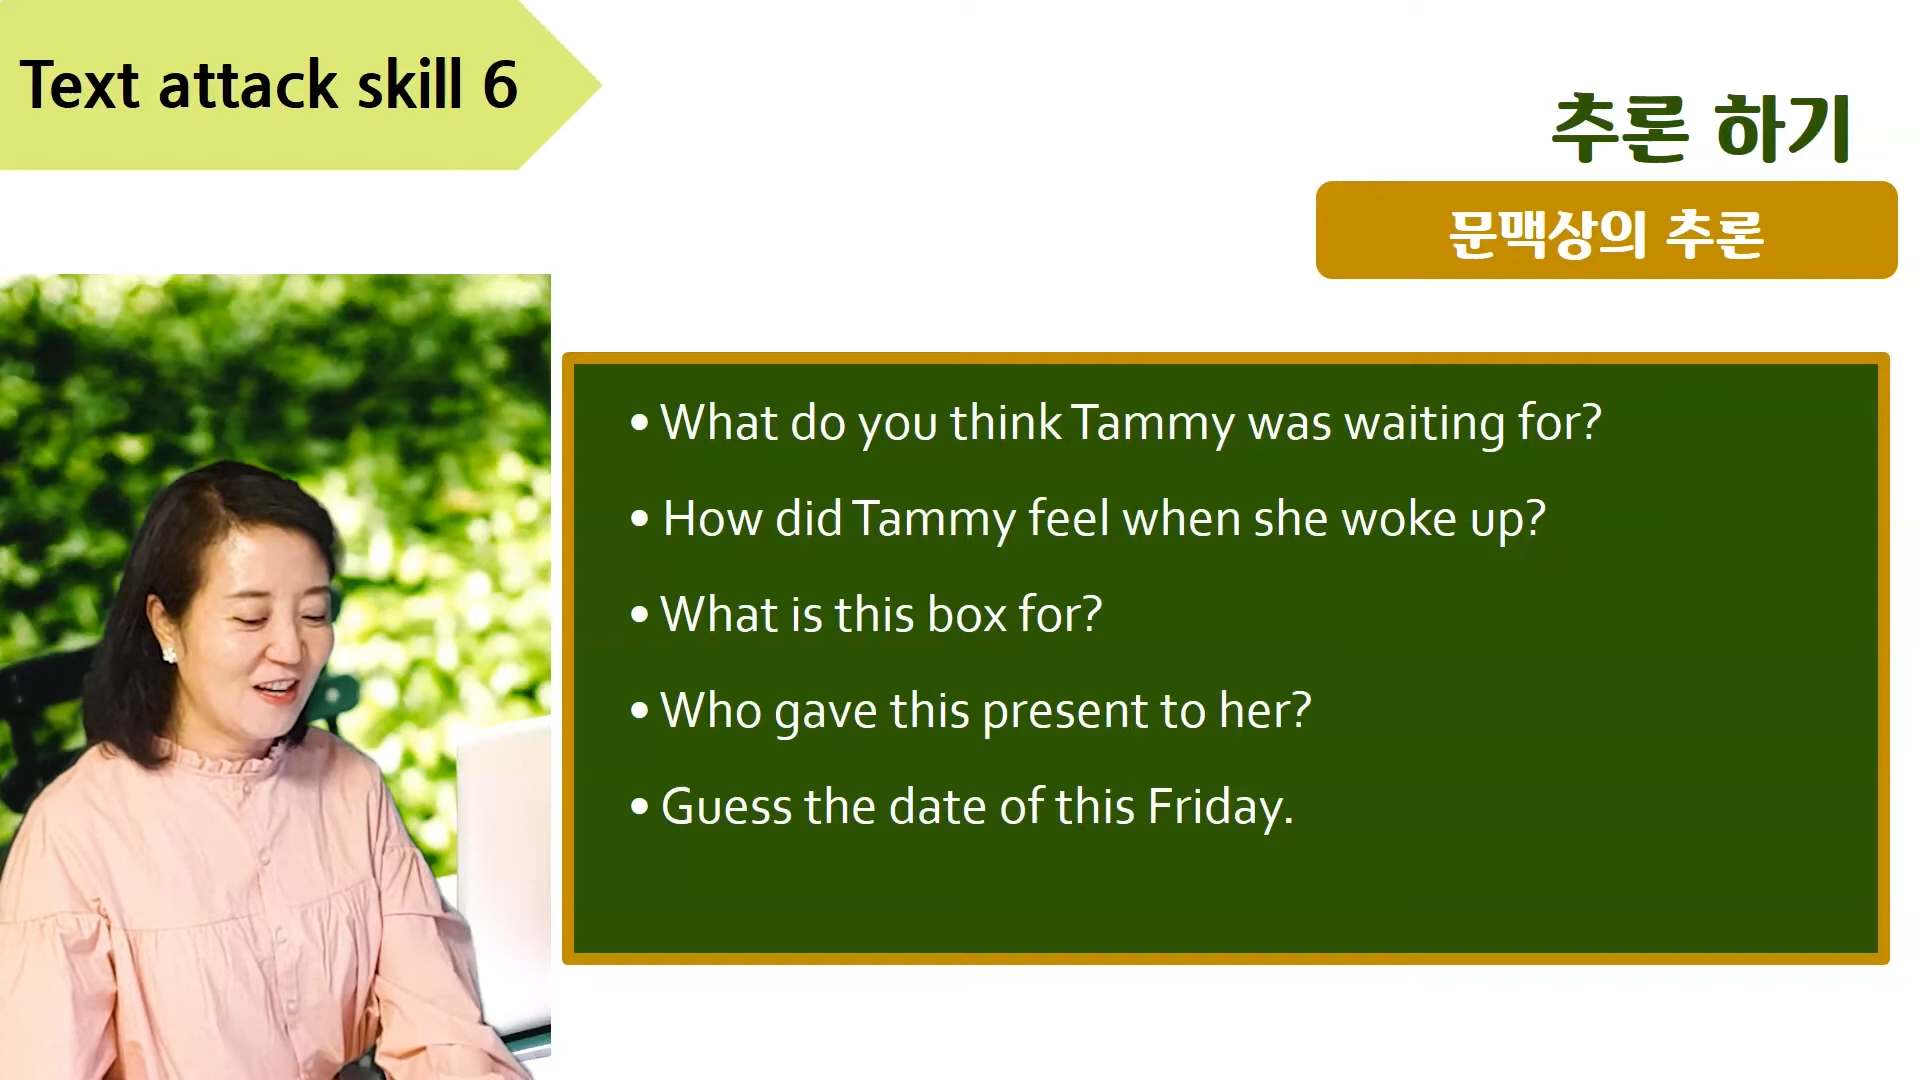 Text attack skill 6
추론 하기
문맥상의 추론
• What do you think Tammy was waiting for?
• How did Tammy feel when she woke up?
• What is this box for?
• Who gave this present to her?
• Guess the date of this Friday.